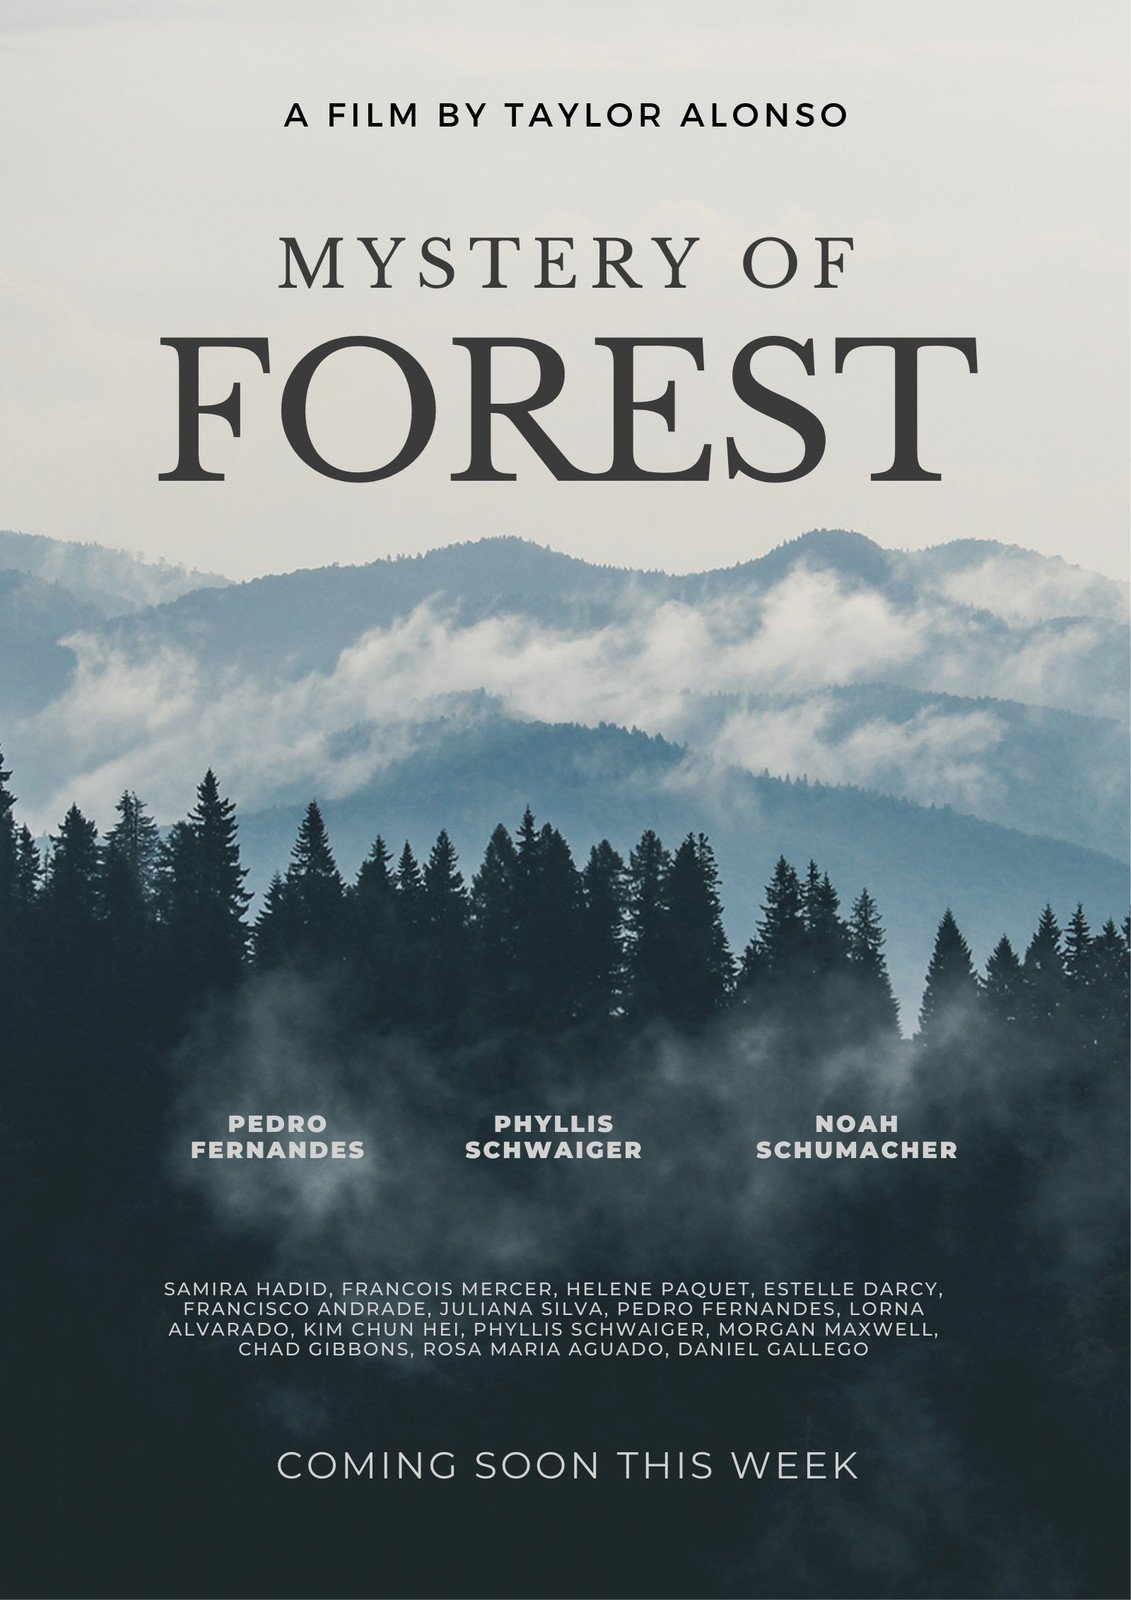 A FILM BY TAYLOR ALONSO
MYSTERY OF
FOREST
PEDRO
FERNANDES
PHYLLIS
SCHWAIGER
NOAH
SCHUMACHER
SAMIRA HADID, FRANCOIS MERCER, HELENE PAQUET, ESTELLE DARCY,
FRANCISCO ANDRADE, JULIANA SILVA, PEDRO FERNANDES, LORNA
ALVARADO, KIM CHUN HEI, PHYLLIS SCHWAIGER, MORGAN MAXWELL,
CHAD GIBBONS, ROSA MARIA AGUADO, DANIEL GALLEGO
COMING SOON THIS WEEK